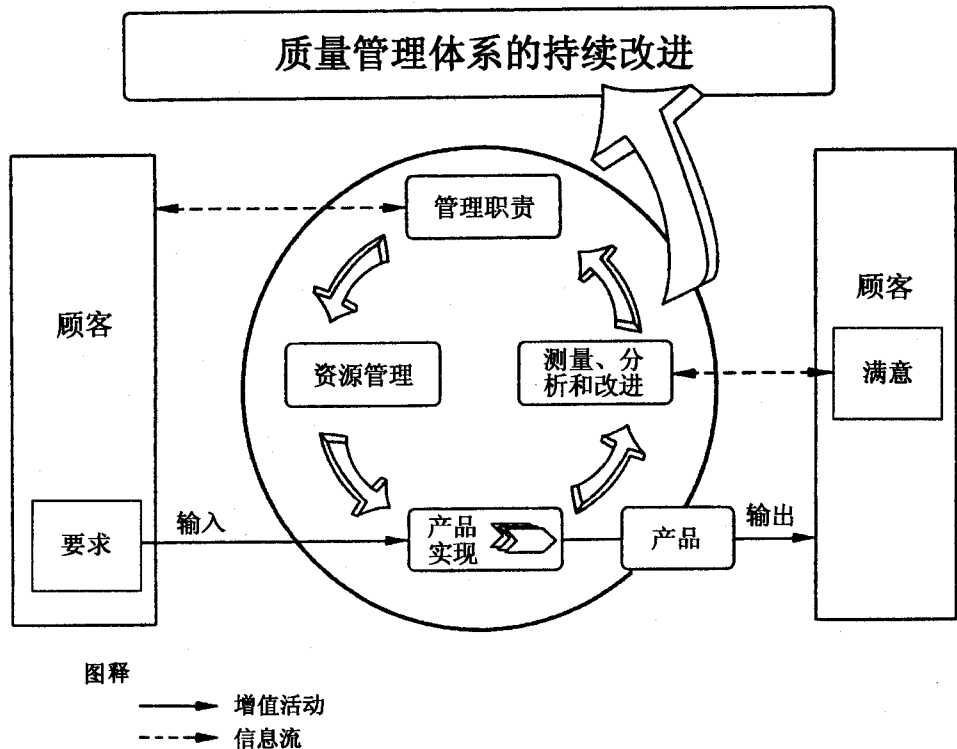 质量管理体系的持续改进
管理职责
顾客
顾客
资源管理
测量、分
析和改进
满意
要求
输入
产品
实现
产品
输出
图释
增值活动
信息流